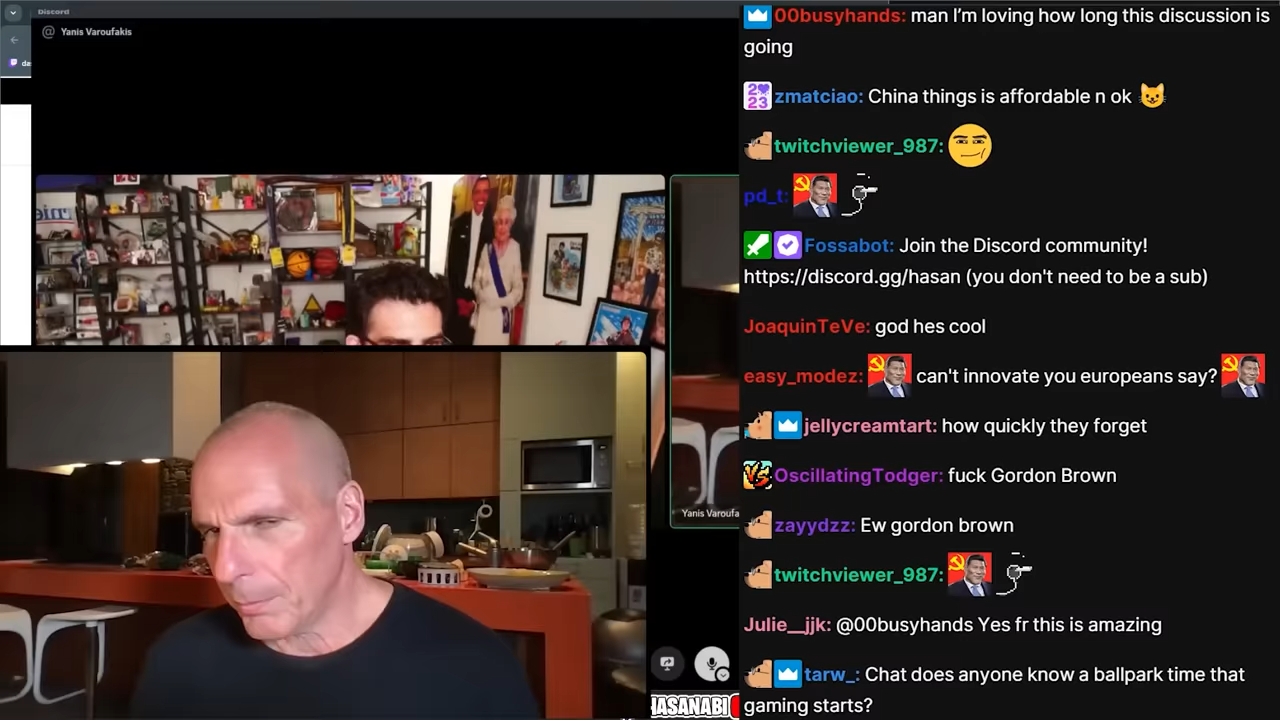 Discord
@ Yanis Varoufakis
das
Yanis Varoufa
HASANABI
00busyhands: man I’m loving how long this discussion is
going
zmatciao: China things is affordable n ok 😺
twitchviewer_987:
pd_t:
Fossabot: Join the Discord community!
https://discord.gg/hasan (you don't need to be a sub)
JoaquinTeVe: god hes cool
easy_modez: can't innovate you europeans say?
jellycreamtart: how quickly they forget
OscillatingTodger: fuck Gordon Brown
zayydzz: Ew gordon brown
twitchviewer_987:
Julie__jjk: @00busyhands Yes fr this is amazing
tarw_: Chat does anyone know a ballpark time that
gaming starts?